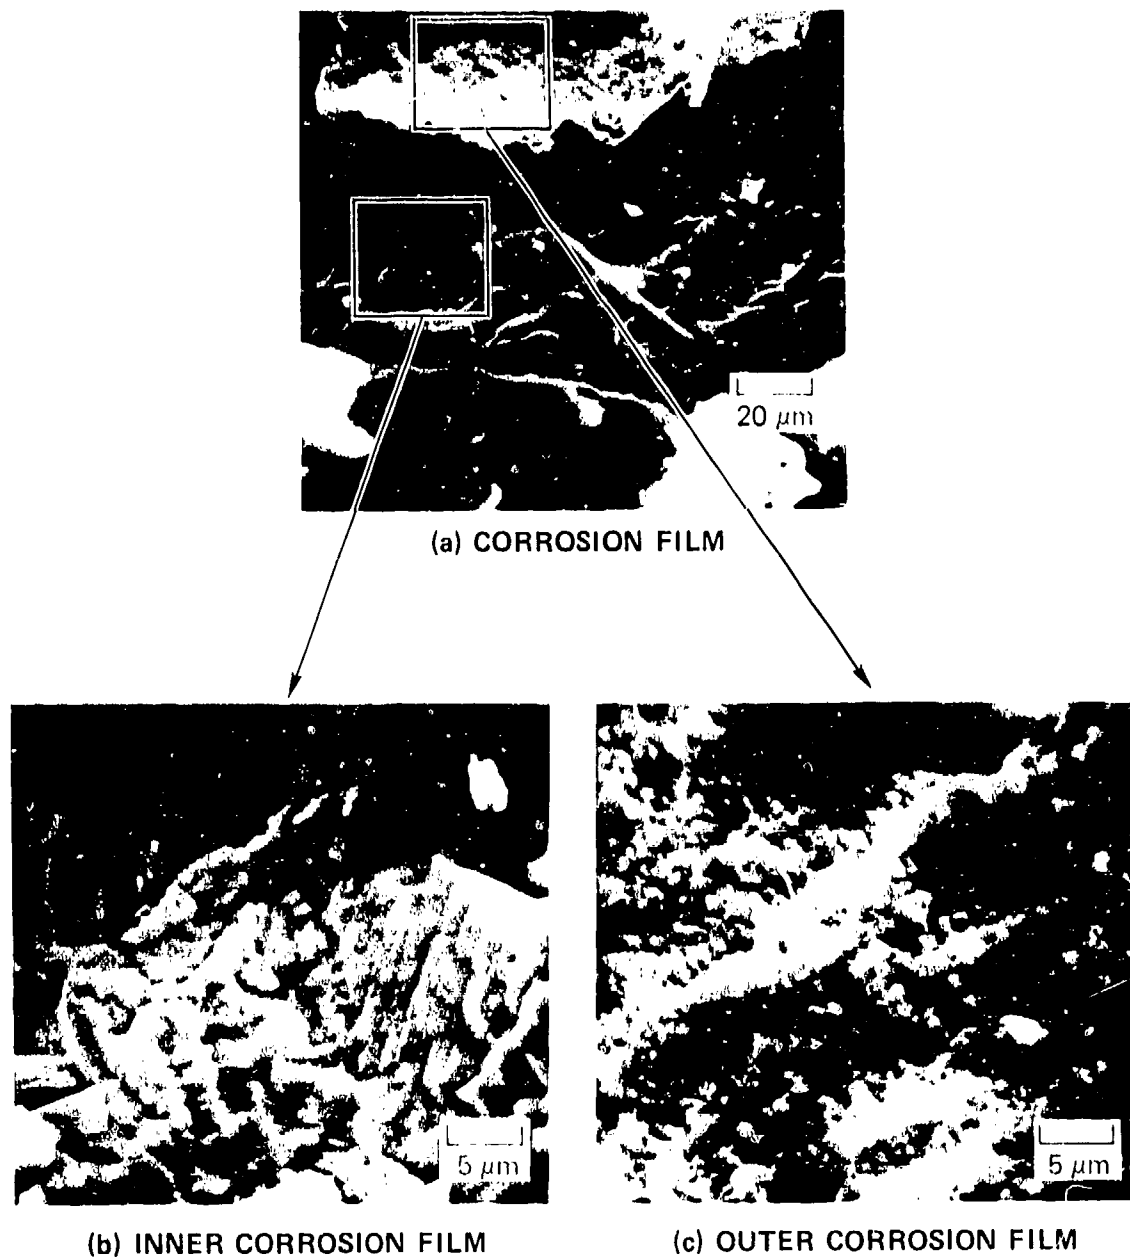 20 μm
(a) CORROSION FILM
5 μm
5 μm
(b) INNER CORROSION FILM
(c) OUTER CORROSION FILM